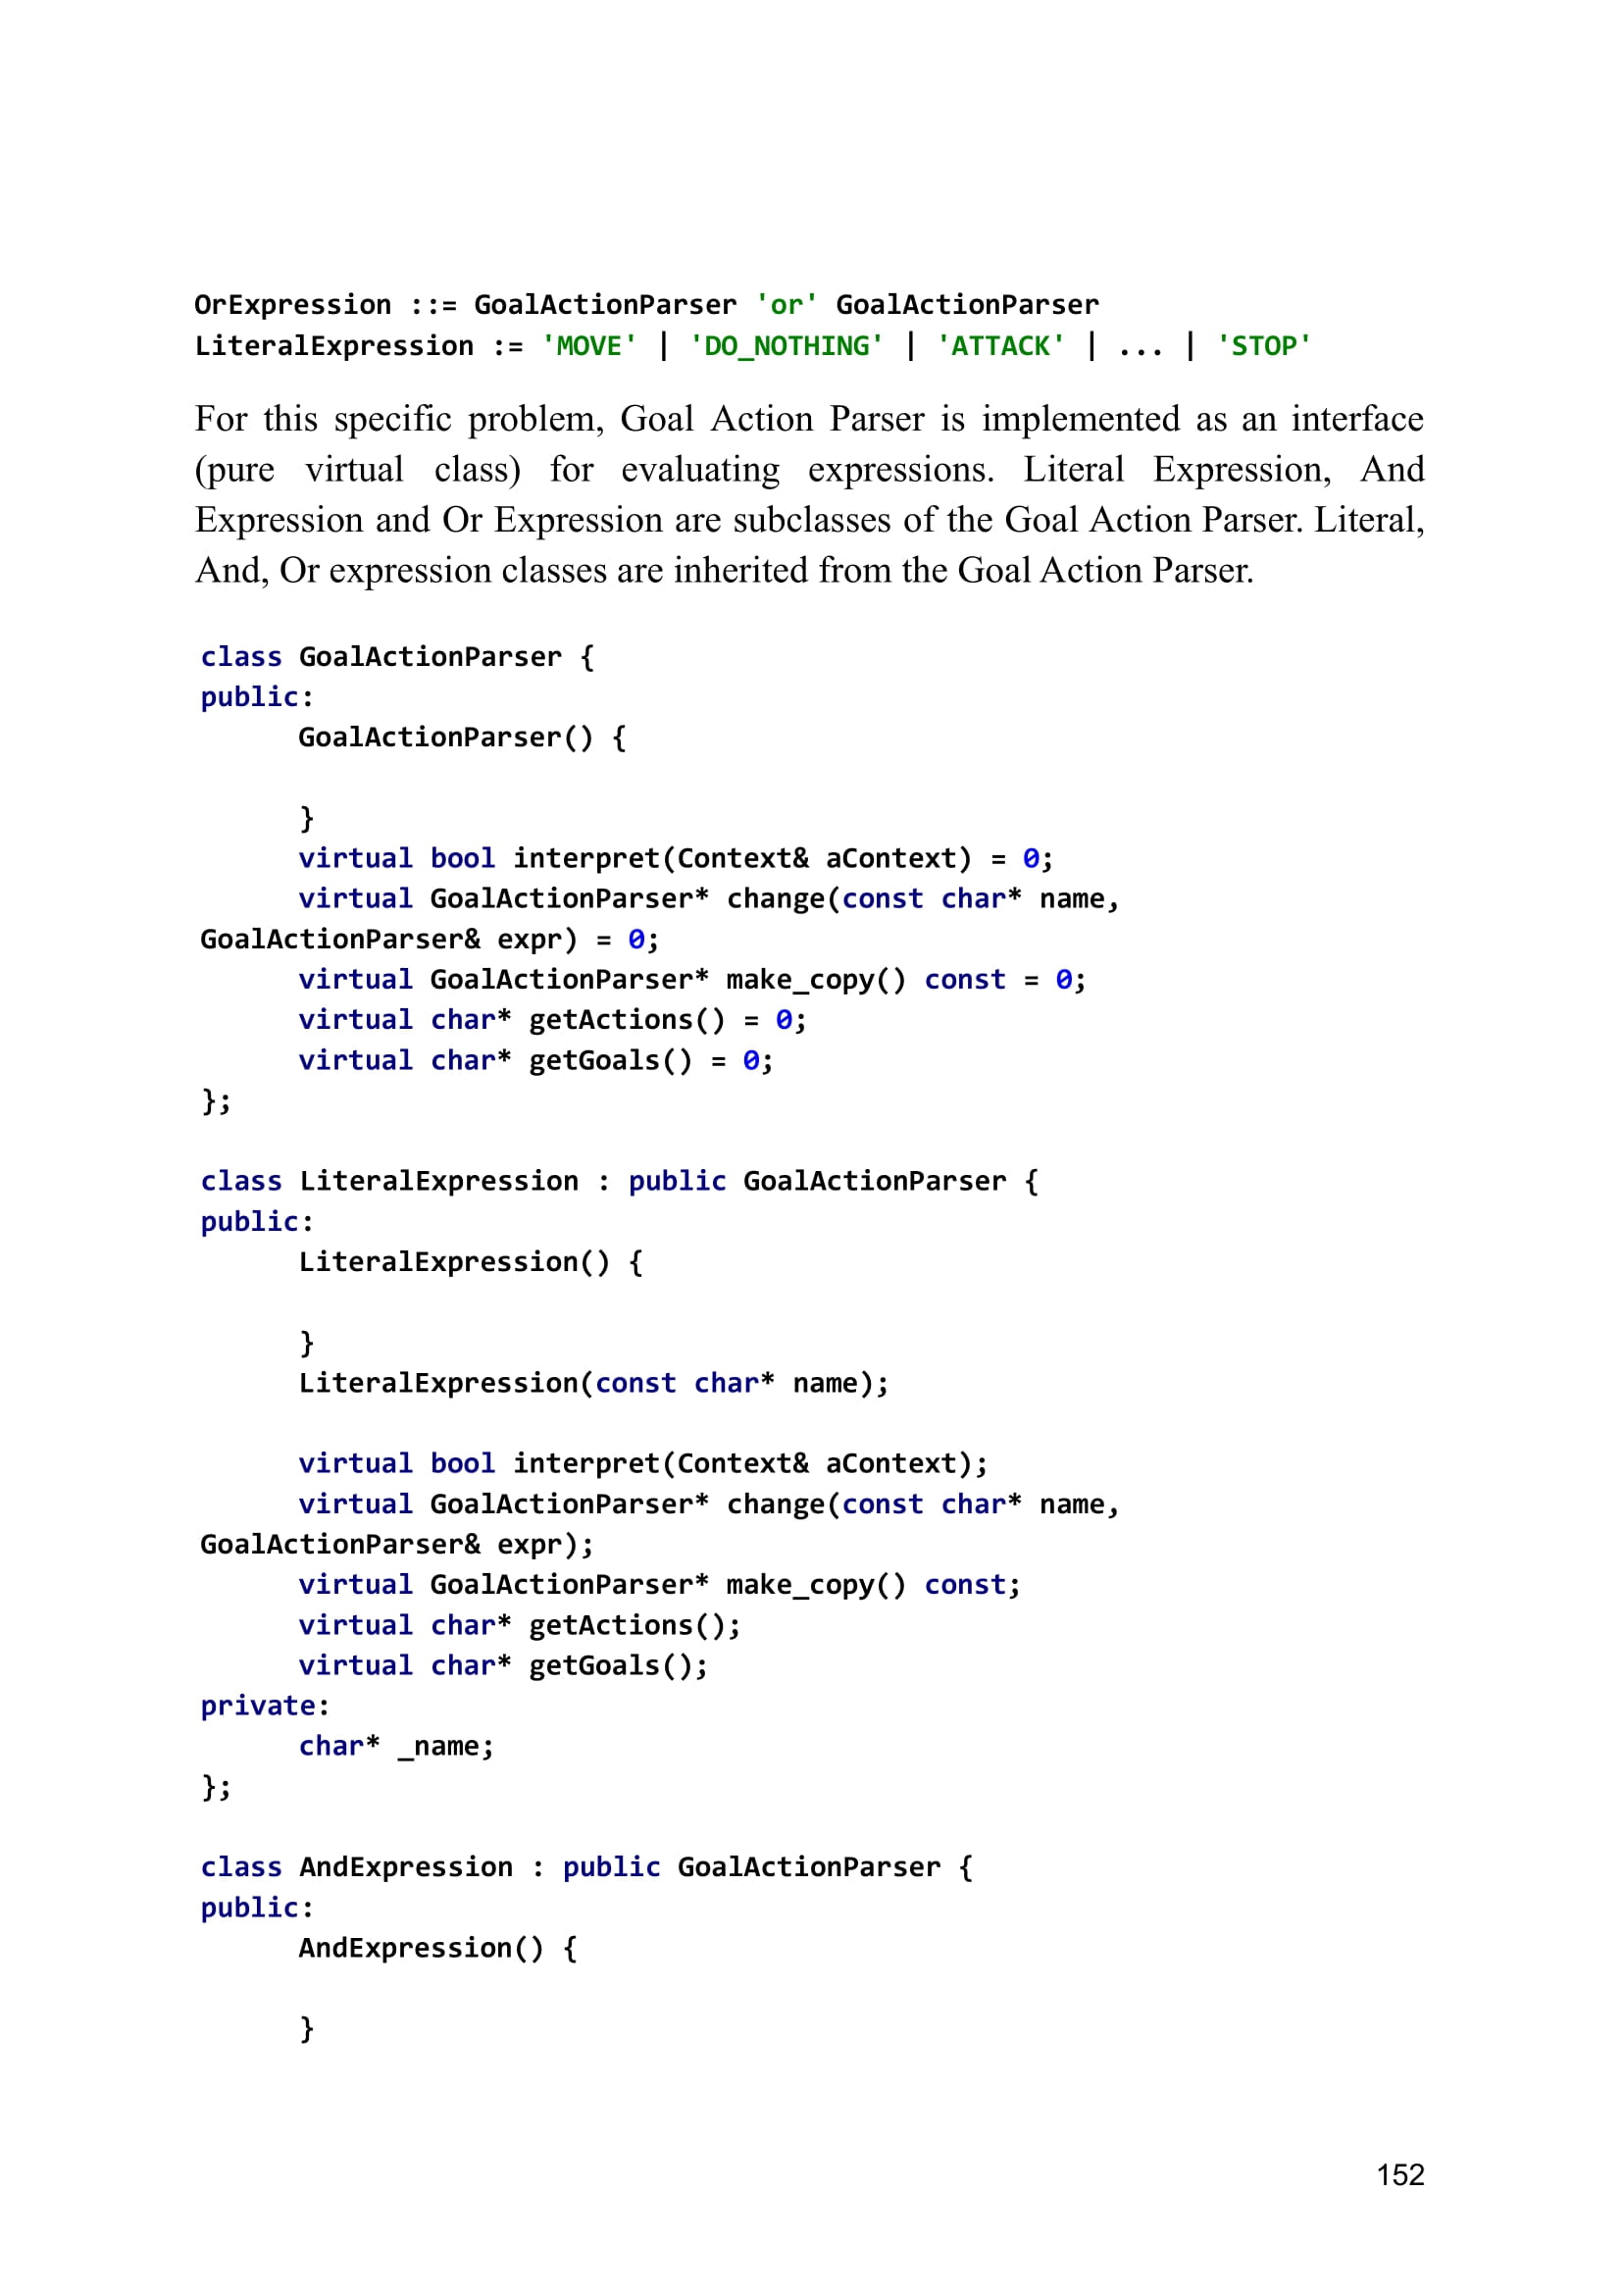 OrExpression ::= GoalActionParser 'or' GoalActionParser
LiteralExpression := 'MOVE' | 'DO_NOTHING' | 'ATTACK' | ... | 'STOP'
For this specific problem, Goal Action Parser is implemented as an interface
(pure virtual class) for evaluating expressions. Literal Expression, And
Expression and Or Expression are subclasses of the Goal Action Parser. Literal,
And, Or expression classes are inherited from the Goal Action Parser.
class GoalActionParser {
public:
GoalActionParser() {
}
virtual bool interpret(Context& aContext) = 0;
virtual GoalActionParser* change(const char* name,
GoalActionParser& expr) = 0;
virtual GoalActionParser* make_copy() const = 0;
virtual char* getActions() = 0;
virtual char* getGoals() = 0;
};
class LiteralExpression : public GoalActionParser {
public:
LiteralExpression() {
}
LiteralExpression(const char* name);
virtual bool interpret(Context& aContext);
virtual GoalActionParser* change(const char* name,
GoalActionParser& expr);
virtual GoalActionParser* make_copy() const;
virtual char* getActions();
virtual char* getGoals();
private:
char* _name;
};
class AndExpression : public GoalActionParser {
public:
AndExpression() {
}
152